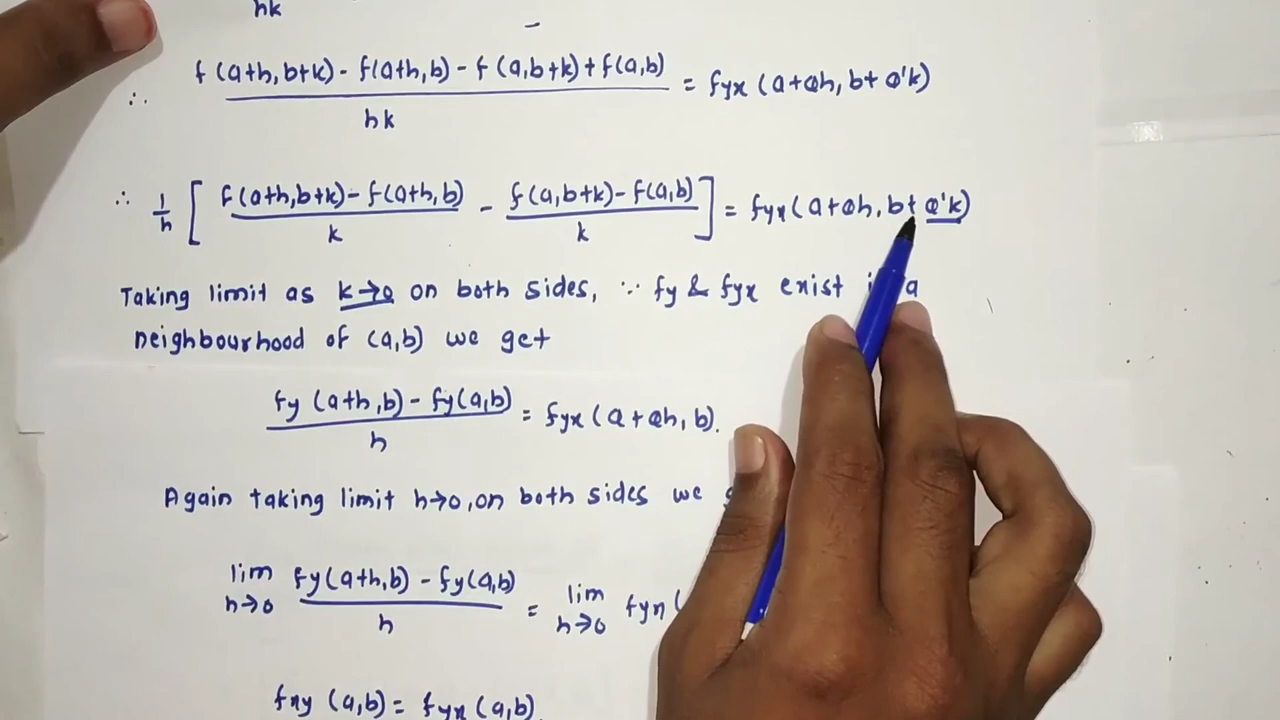 hk
∴ f(a+h, b+k) - f(a+h, b) - f(a, b+k) + f(a, b) / hk = fyx (a+θh, b+θ'k)
∴ 1/h [ f(a+h, b+k) - f(a+h, b) / k - f(a, b+k) - f(a, b) / k ] = fyx (a+θh, b+θ'k)
Taking limit as k→0 on both sides, ∵ fy & fyx exist a
neighbourhood of (a,b) we get
fy (a+h, b) - fy(a,b) / h = fyx (a+θh, b).
Again taking limit h→0, on both sides we
lim h→0 fy(a+h, b) - fy(a,b) / h = lim h→0 fyx (
fxy (a,b) = fyx (a,b).